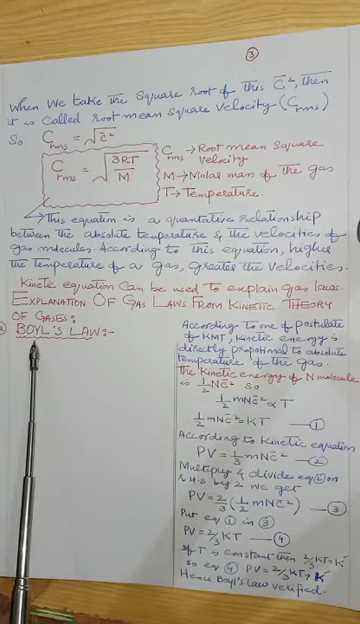 3
When We take The Square root of This C̅², Then
it is called root mean Square Velocity (Crms)
So Crms = √c̅²
Crms = √3RT/M
Crms → Root mean Square
Velocity
M → Molar mass of The gas
T → Temperature
→ This equation is a quantative relationship
between The absolute temperature & The velocities of
gas molecules. According to This equation, higher
The temperature of a gas, greater The velocities.
Kinetic equation Can be used To explain gas laws.
EXPLANATION OF GAS LAWS FROM KINETIC THEORY
OF GASES:
BOYL'S LAW:-
According to one of postulate
of KMT, Kinetic energy is
directly propotional to absolute
temperature of the gas.
The Kinetic energy of N molecules
is ½Nc̅² so
½mNc̅² ∝ T
½mNc̅² = KT —①
According to Kinetic equation
PV = ⅓mNc̅² —②
Multiply & divide eq② on
R.H.S by 2 we get
PV = ⅔(½mNc̅²) —③
Put eq ① in ③
PV = ⅔KT —④
If T is constant Then ⅔KT = K
So eq ④ PV = ⅔KT → K
Hence Boyl's Law verified.